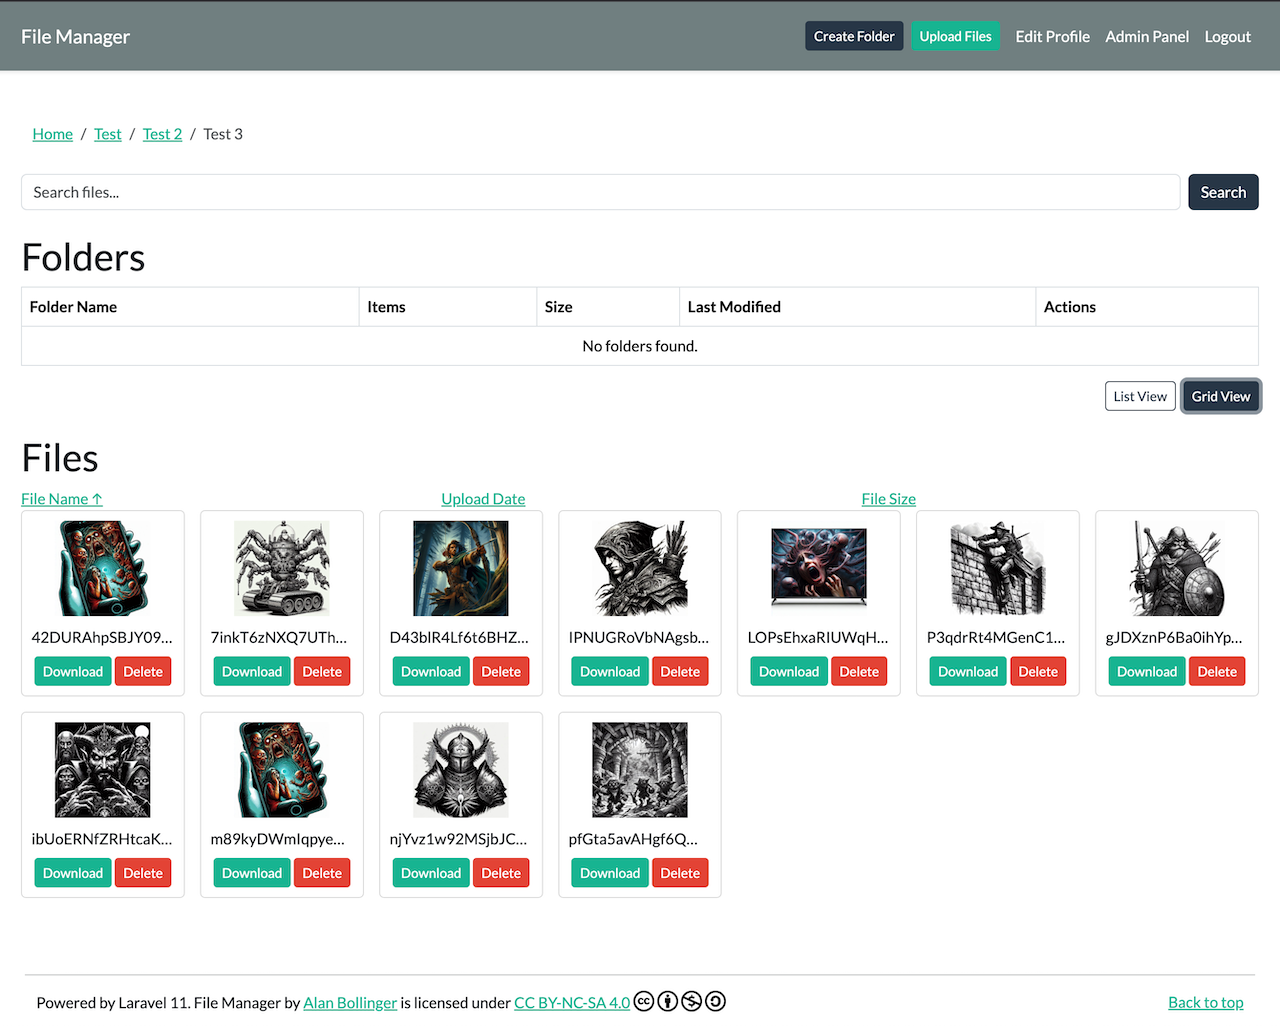 File Manager Create Folder Upload Files Edit Profile Admin Panel Logout
Home / Test / Test 2 / Test 3
Search files... Search
Folders
Folder Name Items Size Last Modified Actions
No folders found.
List View Grid View
Files
File Name ↑ Upload Date File Size
42DURAhpSBJY09... 7inkT6zNXQ7UTh... D43blR4Lf6t6BHZ... IPNUGRoVbNAgsb... LOPsEhxaRIUWqH... P3qdrRt4MGenC1... gJDXznP6Ba0ihYp...
Download Delete Download Delete Download Delete Download Delete Download Delete Download Delete Download Delete
ibUoERNfZRHtcaK... m89kyDWmIqpye... njYvz1w92MSjbJC... pfGta5avAHgf6Q...
Download Delete Download Delete Download Delete Download Delete
Powered by Laravel 11. File Manager by Alan Bollinger is licensed under CC BY-NC-SA 4.0 Back to top